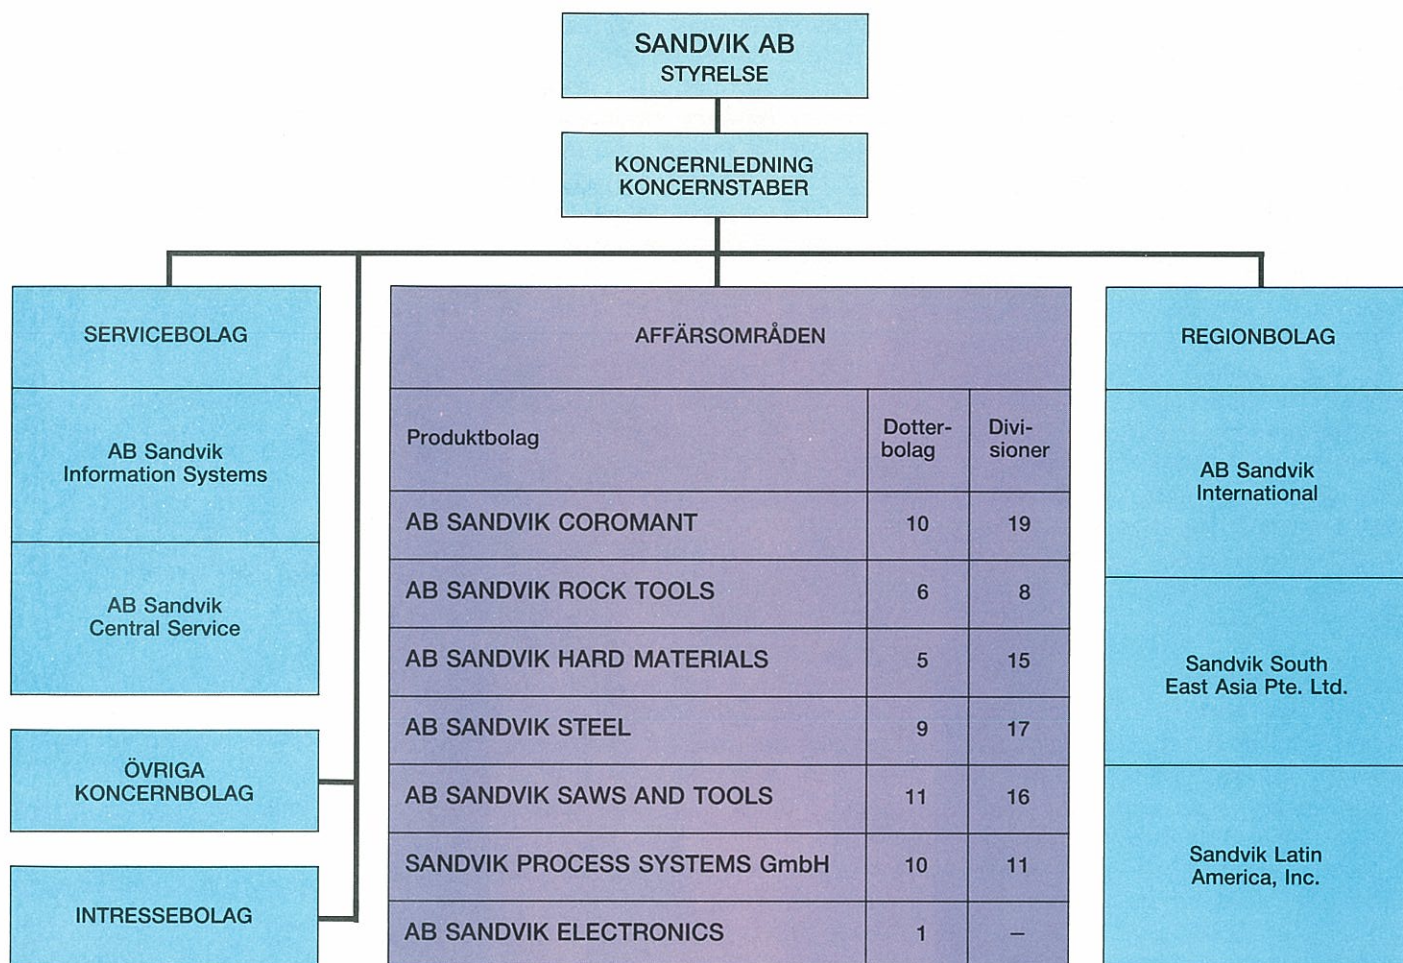 SANDVIK AB
STYRELSE
KONCERNLEDNING
KONCERNSTABER
SERVICEBOLAG
AB Sandvik
Information Systems
AB Sandvik
Central Service
ÖVRIGA
KONCERNBOLAG
INTRESSEBOLAG
AFFÄRSOMRÅDEN
Produktbolag Dotter-bolag Divi-sioner
AB SANDVIK COROMANT 10 19
AB SANDVIK ROCK TOOLS 6 8
AB SANDVIK HARD MATERIALS 5 15
AB SANDVIK STEEL 9 17
AB SANDVIK SAWS AND TOOLS 11 16
SANDVIK PROCESS SYSTEMS GmbH 10 11
AB SANDVIK ELECTRONICS 1 –
REGIONBOLAG
AB Sandvik
International
Sandvik South
East Asia Pte. Ltd.
Sandvik Latin
America, Inc.